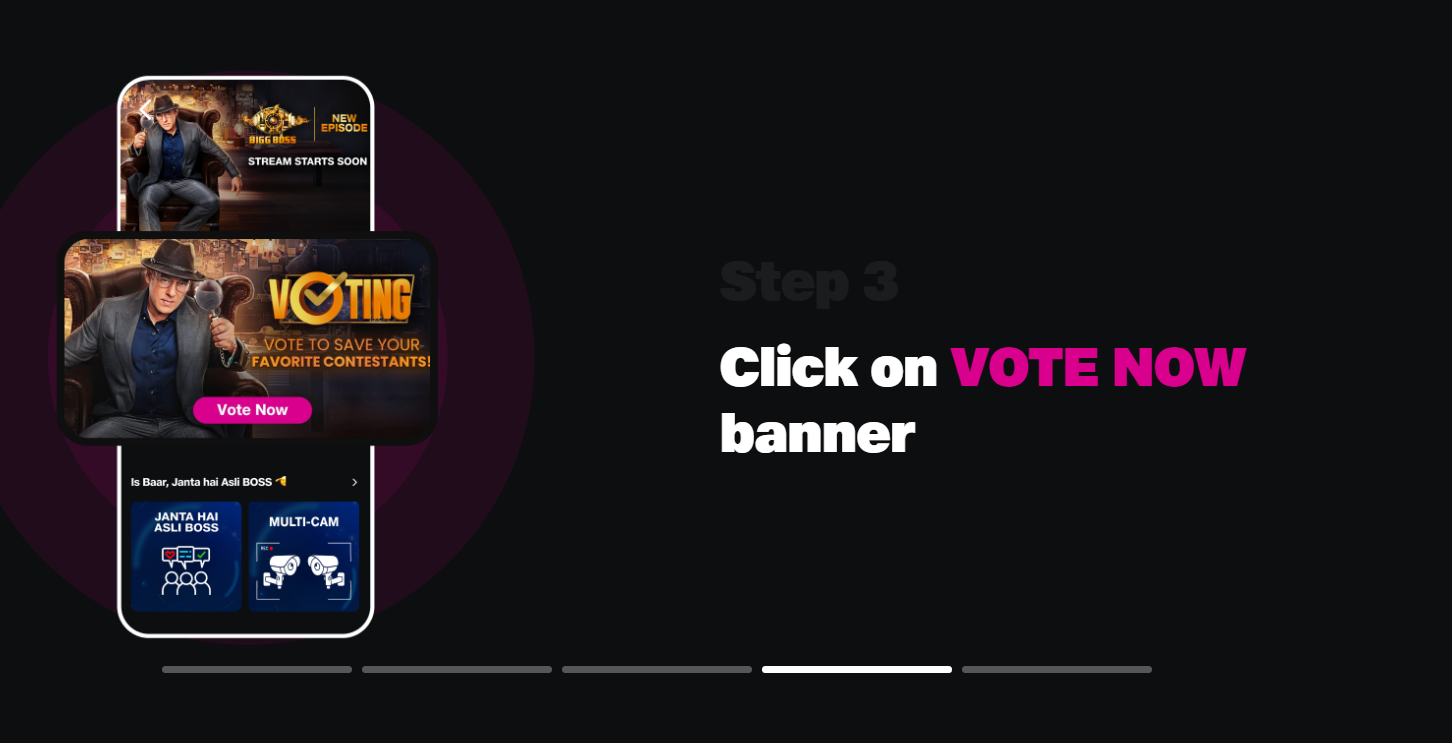 BIGG BOSS
NEW
EPISODE
STREAM STARTS SOON
VOTING
VOTE TO SAVE YOUR
FAVORITE CONTESTANTS!
Vote Now
Is Baar, Janta hai Asli BOSS
JANTA HAI
ASLI BOSS
MULTI-CAM
REC
Step 3
Click on VOTE NOW
banner